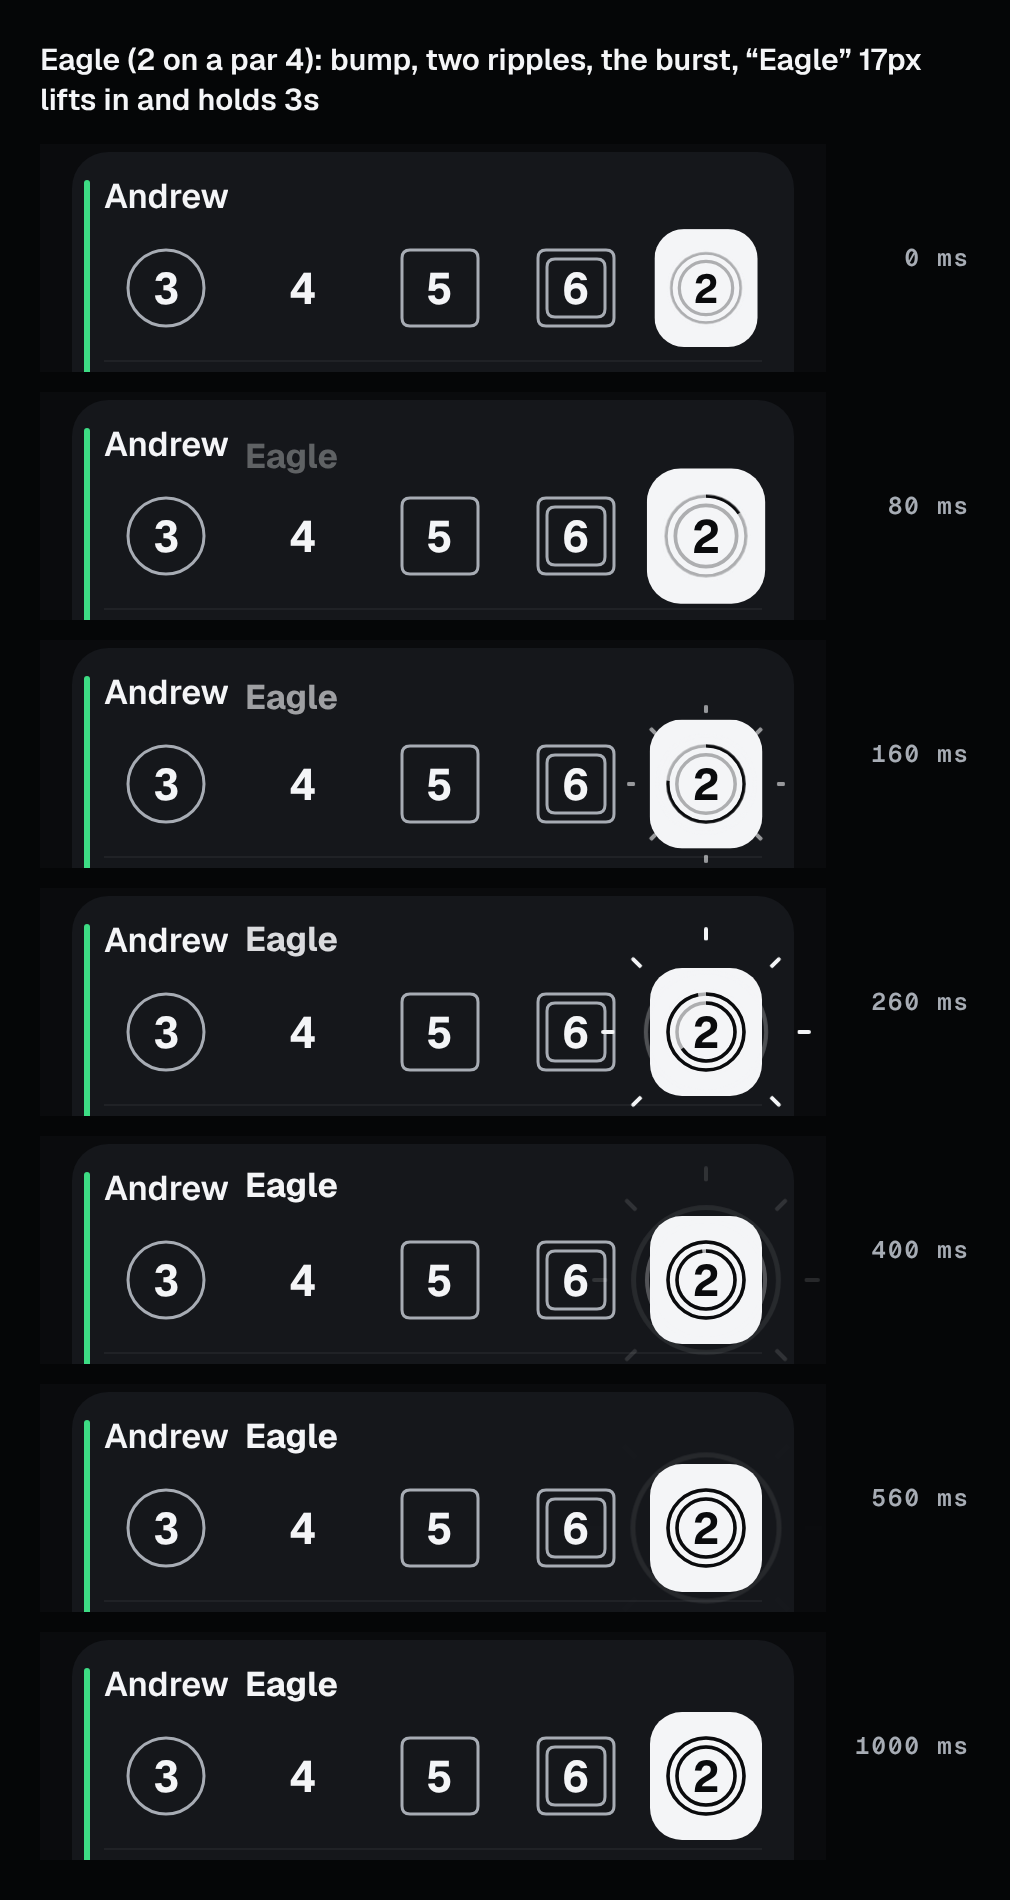 Eagle (2 on a par 4): bump, two ripples, the burst, “Eagle” 17px
lifts in and holds 3s
Andrew
3 4 5 6 2
0 ms
Andrew Eagle
3 4 5 6 2
80 ms
Andrew Eagle
3 4 5 6 2
160 ms
Andrew Eagle
3 4 5 6 2
260 ms
Andrew Eagle
3 4 5 6 2
400 ms
Andrew Eagle
3 4 5 6 2
560 ms
Andrew Eagle
3 4 5 6 2
1000 ms